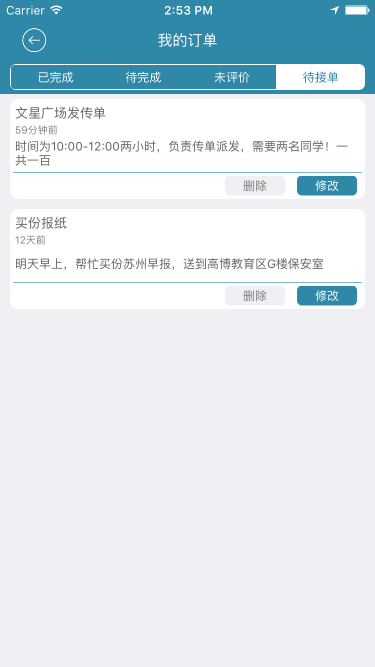 Carrier
2:53 PM
我的订单
已完成
待完成
未评价
待接单
文星广场发传单
59分钟前
时间为10:00-12:00两小时，负责传单派发，需要两名同学！一
共一百
删除
修改
买份报纸
12天前
明天早上，帮忙买份苏州早报，送到高博教育区G楼保安室
删除
修改